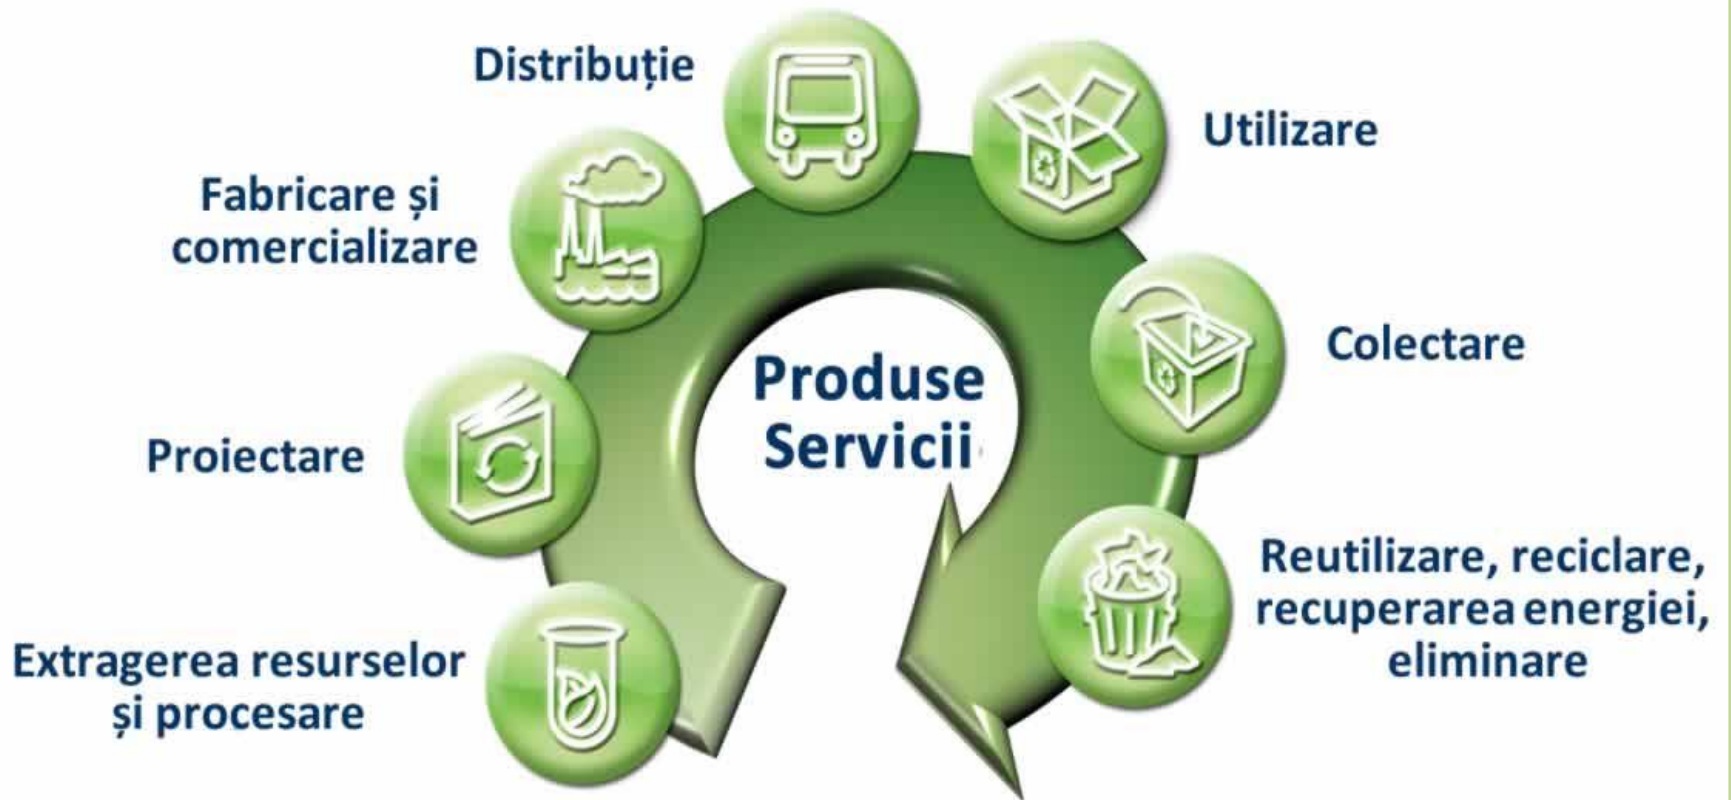 Distribuție
Utilizare
Fabricare și
comercializare
Colectare
Produse
Servicii
Proiectare
Reutilizare, reciclare,
recuperarea energiei,
eliminare
Extragerea resurselor
și procesare